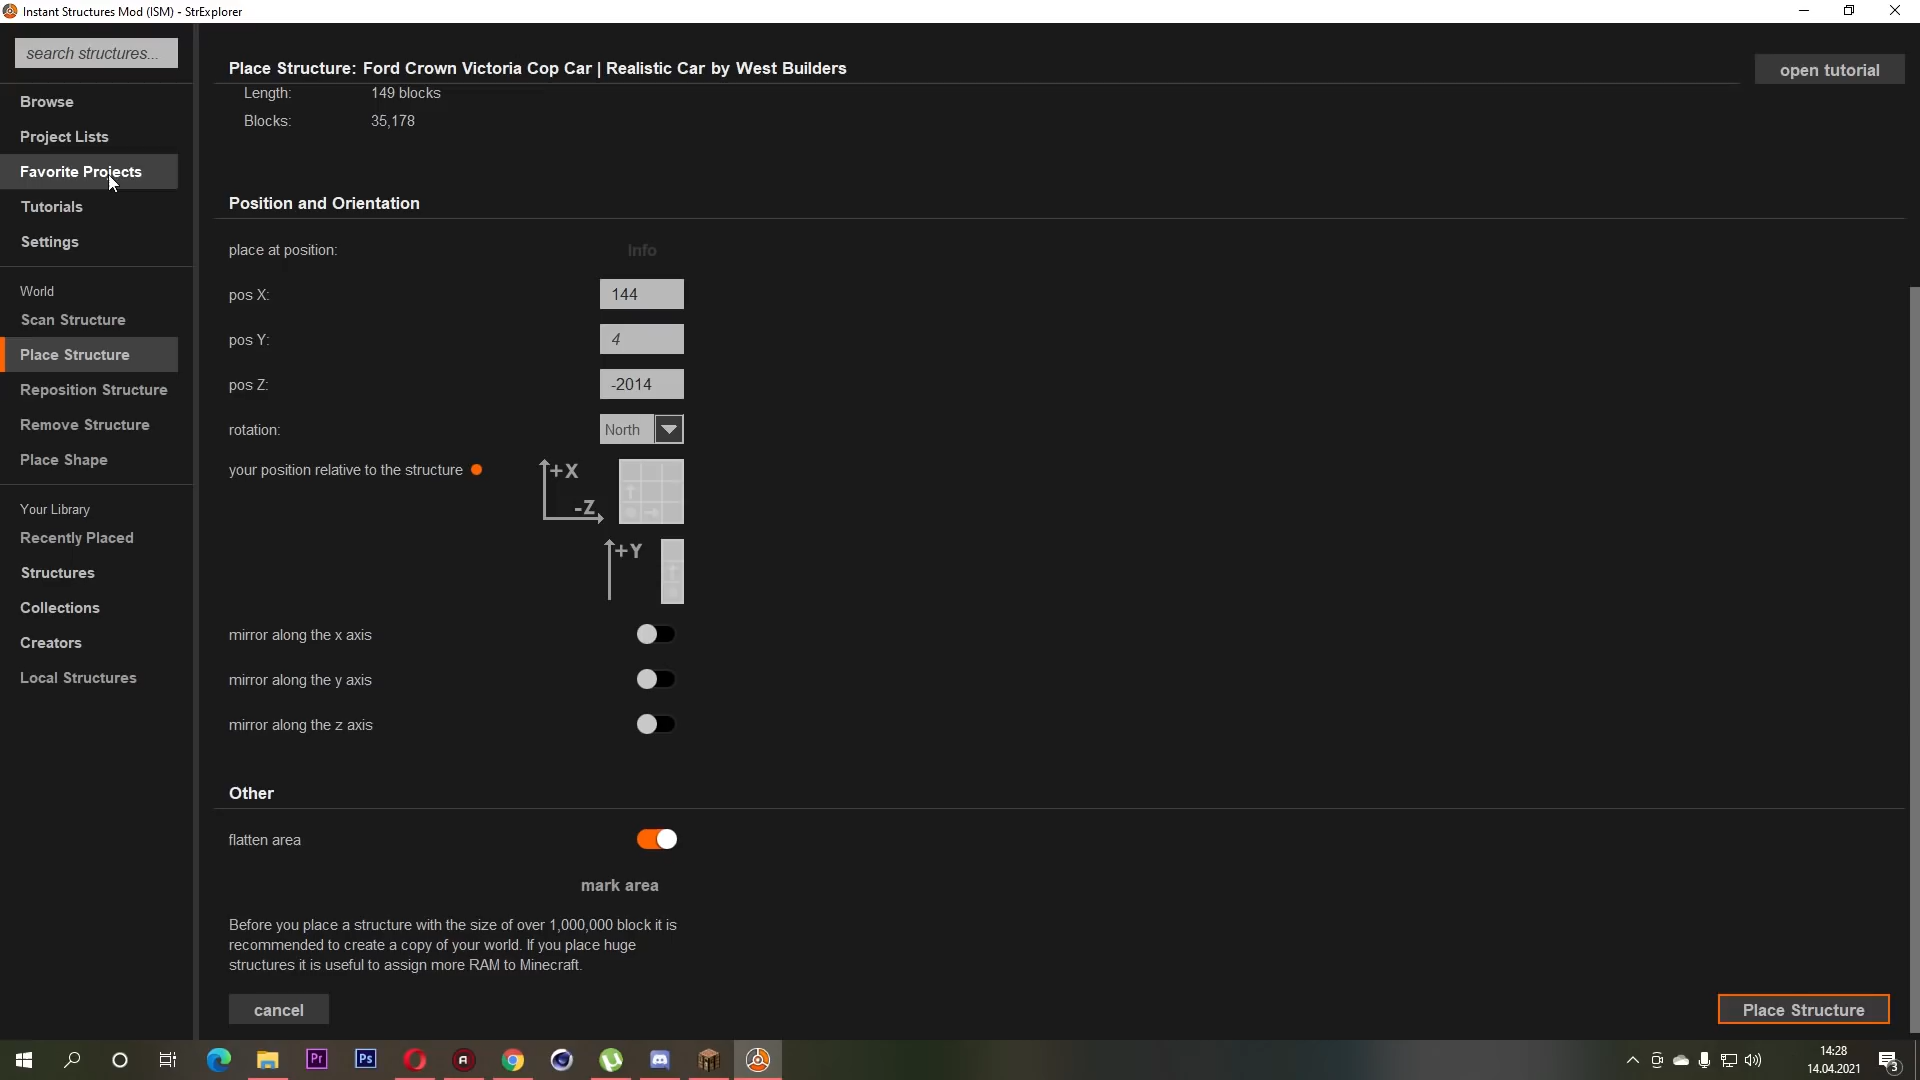 Instant Structures Mod (ISM) - StrExplorer
search structures...
Browse
Project Lists
Favorite Projects
Tutorials
Settings
World
Scan Structure
Place Structure
Reposition Structure
Remove Structure
Place Shape
Your Library
Recently Placed
Structures
Collections
Creators
Local Structures
Place Structure: Ford Crown Victoria Cop Car | Realistic Car by West Builders
open tutorial
Length: 149 blocks
Blocks: 35,178
Position and Orientation
place at position: Info
pos X: 144
pos Y: 4
pos Z: -2014
rotation: North
your position relative to the structure
+X
-Z
+Y
mirror along the x axis
mirror along the y axis
mirror along the z axis
Other
flatten area
mark area
Before you place a structure with the size of over 1,000,000 block it is
recommended to create a copy of your world. If you place huge
structures it is useful to assign more RAM to Minecraft.
cancel
Place Structure
Pr
Ps
A
14:28
14.04.2021
3